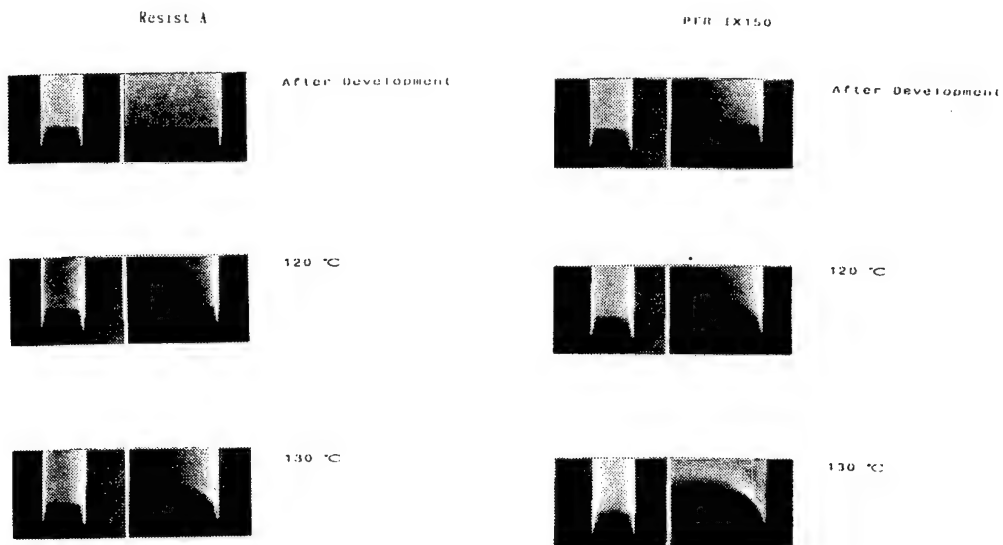 Resist A
PFR IX150
After Development
After Development
120 ℃
120 ℃
130 ℃
130 ℃